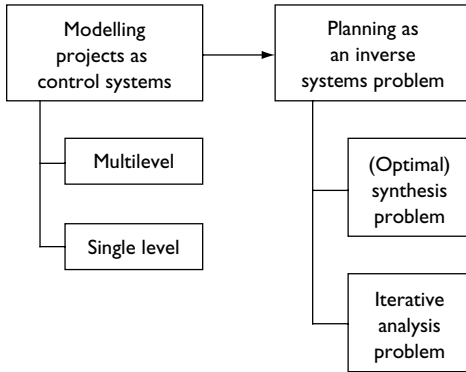 Modelling
projects as
control systems
Planning as
an inverse
systems problem
Multilevel
Single level
(Optimal)
synthesis
problem
Iterative
analysis
problem